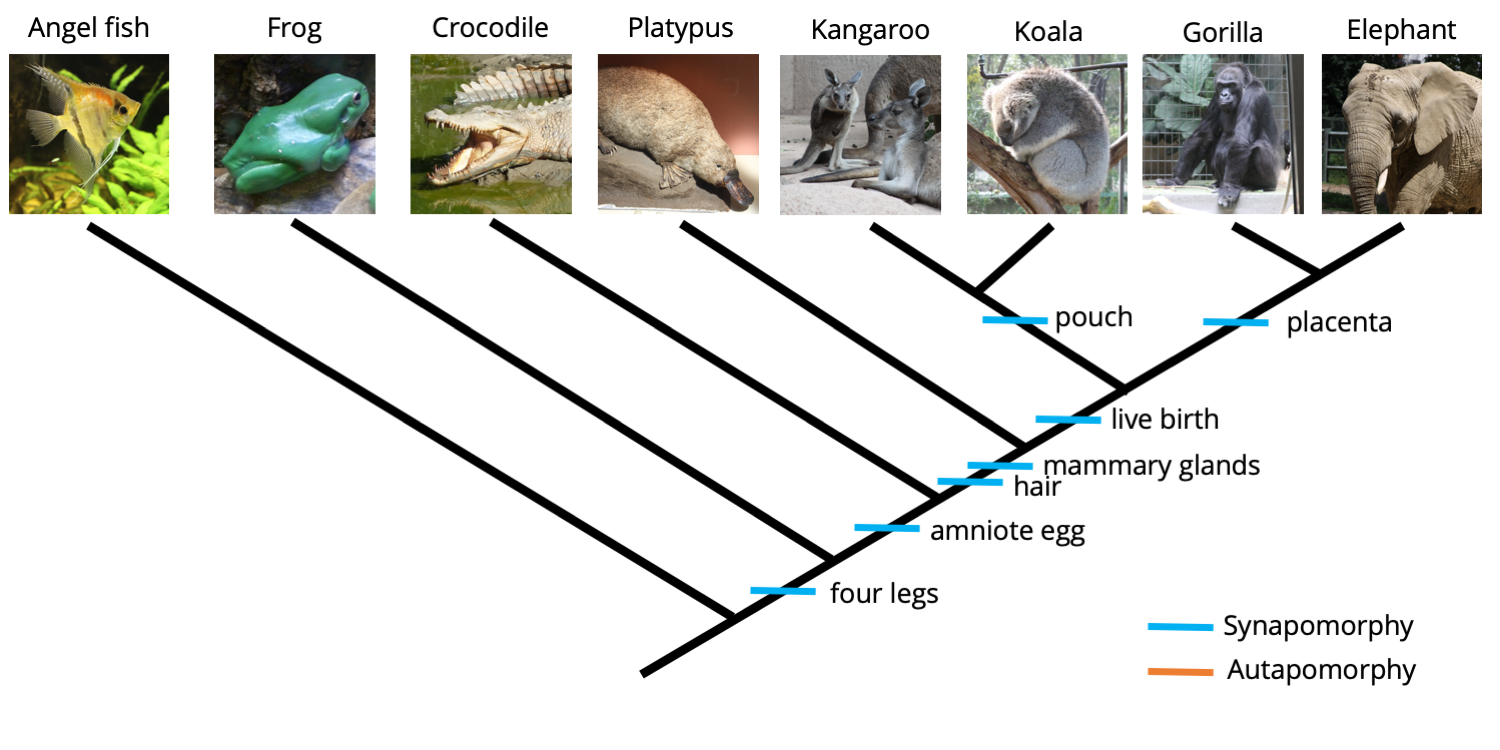 Angel fish
Frog
Crocodile
Platypus
Kangaroo
Koala
Gorilla
Elephant
pouch
placenta
live birth
mammary glands
hair
amniote egg
four legs
Synapomorphy
Autapomorphy